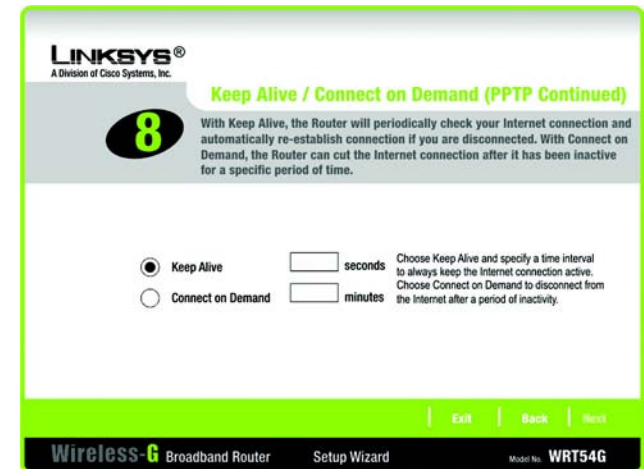 LINKSYS®
A Division of Cisco Systems, Inc.
Keep Alive / Connect on Demand (PPTP Continued)
8
With Keep Alive, the Router will periodically check your Internet connection and
automatically re-establish connection if you are disconnected. With Connect on
Demand, the Router can cut the Internet connection after it has been inactive
for a specific period of time.
Keep Alive seconds
Connect on Demand minutes
Choose Keep Alive and specify a time interval
to always keep the Internet connection active.
Choose Connect on Demand to disconnect from
the Internet after a period of inactivity.
Exit Back Next
Wireless-G Broadband Router Setup Wizard Model No. WRT54G